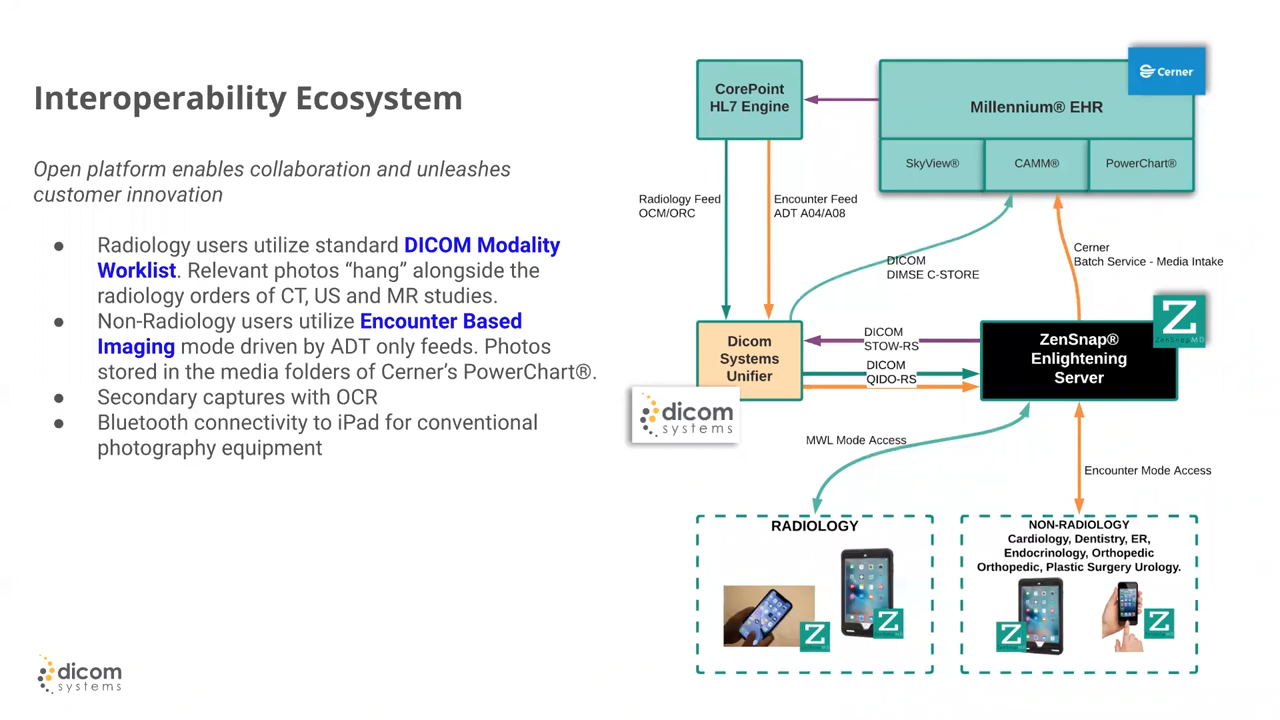 Interoperability Ecosystem
Open platform enables collaboration and unleashes
customer innovation
● Radiology users utilize standard DICOM Modality
Worklist. Relevant photos “hang” alongside the
radiology orders of CT, US and MR studies.
● Non-Radiology users utilize Encounter Based
Imaging mode driven by ADT only feeds. Photos
stored in the media folders of Cerner’s PowerChart®.
● Secondary captures with OCR
● Bluetooth connectivity to iPad for conventional
photography equipment
dicom
systems
CorePoint
HL7 Engine
Cerner
Millennium® EHR
SkyView®
CAMM®
PowerChart®
Radiology Feed
OCM/ORC
Encounter Feed
ADT A04/A08
DICOM
DIMSE C-STORE
Cerner
Batch Service - Media Intake
Dicom
Systems
Unifier
dicom
systems
DICOM
STOW-RS
DICOM
QIDO-RS
ZenSnap®
Enlightening
Server
Z
ZENSNAPMD
MWL Mode Access
Encounter Mode Access
RADIOLOGY
Z
Z
NON-RADIOLOGY
Cardiology, Dentistry, ER,
Endocrinology, Orthopedic
Orthopedic, Plastic Surgery Urology.
Z
Z